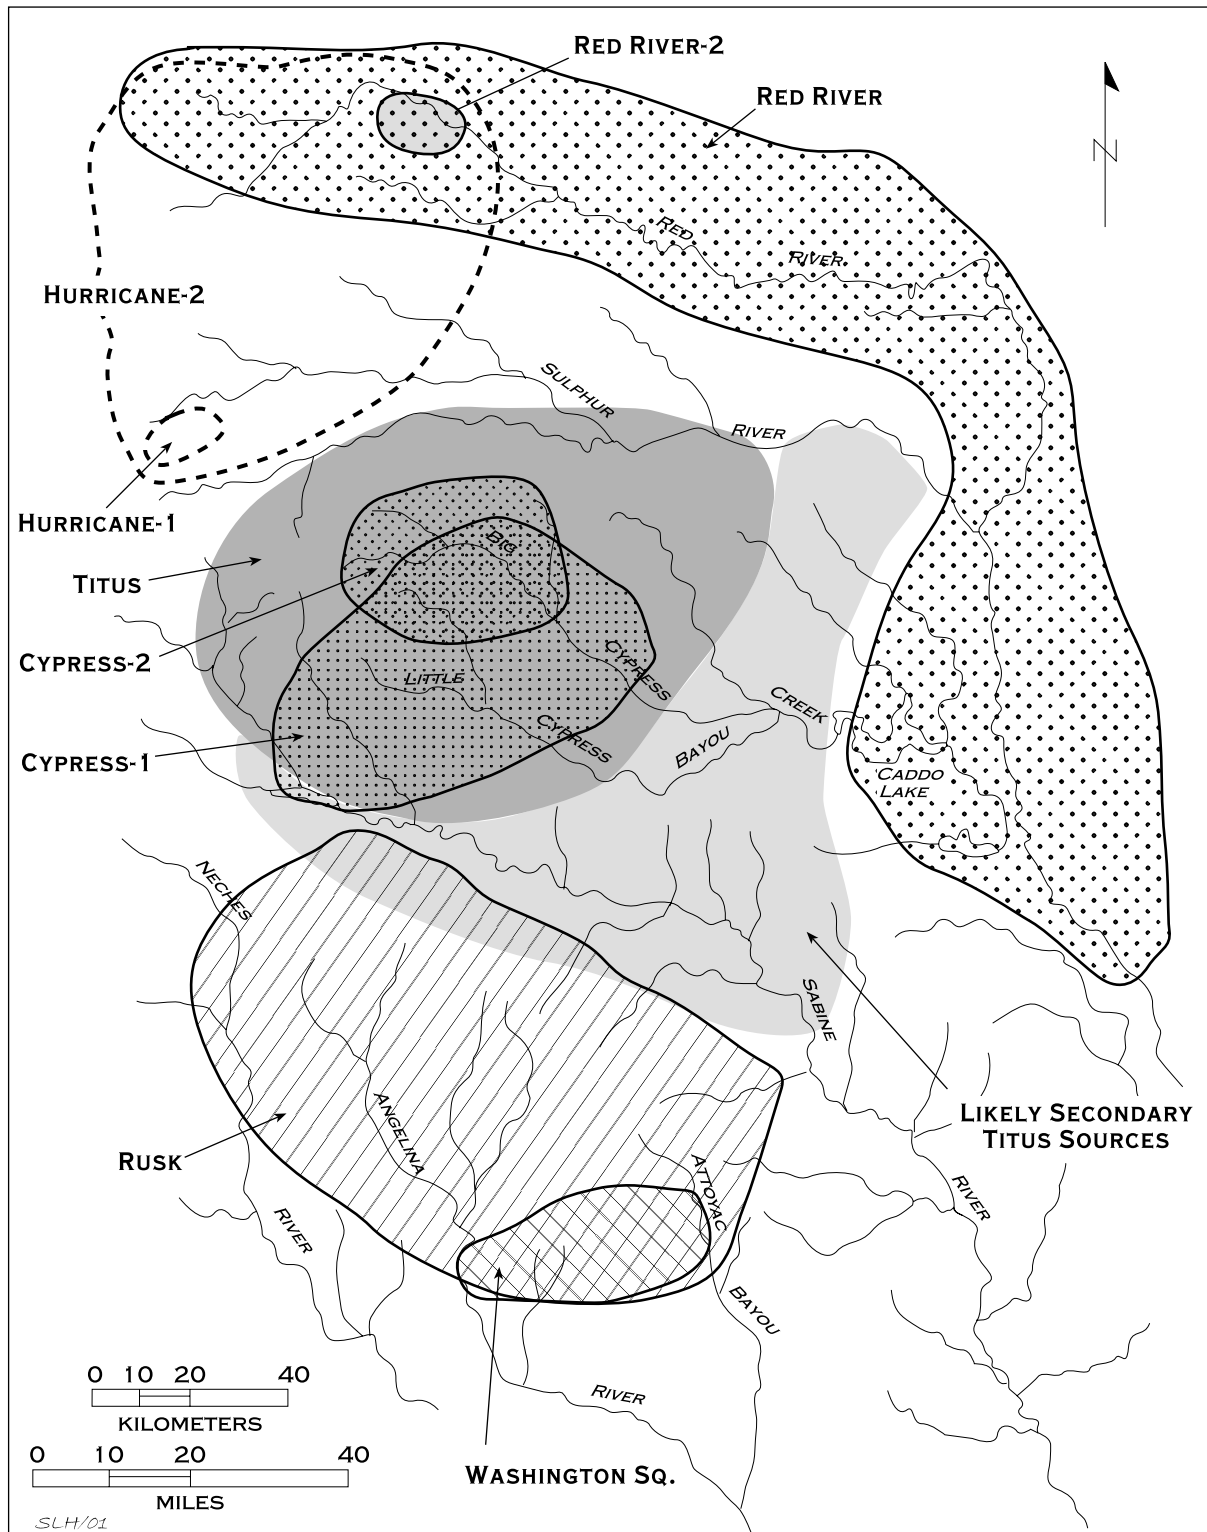 RED RIVER-2
RED RIVER
N
RED
RIVER
HURRICANE-2
SULPHUR
RIVER
HURRICANE-1
BIG
TITUS
CYPRESS-2
LITTLE
CYPRESS
CREEK
CYPRESS
BAYOU
CYPRESS-1
CADDO
LAKE
NECHES
SABINE
ANGELINA
LIKELY SECONDARY
TITUS SOURCES
RUSK
ATTOYAC
RIVER
RIVER
BAYOU
0 10 20 40
KILOMETERS
RIVER
0 10 20 40
MILES
WASHINGTON SQ.
SLH/01